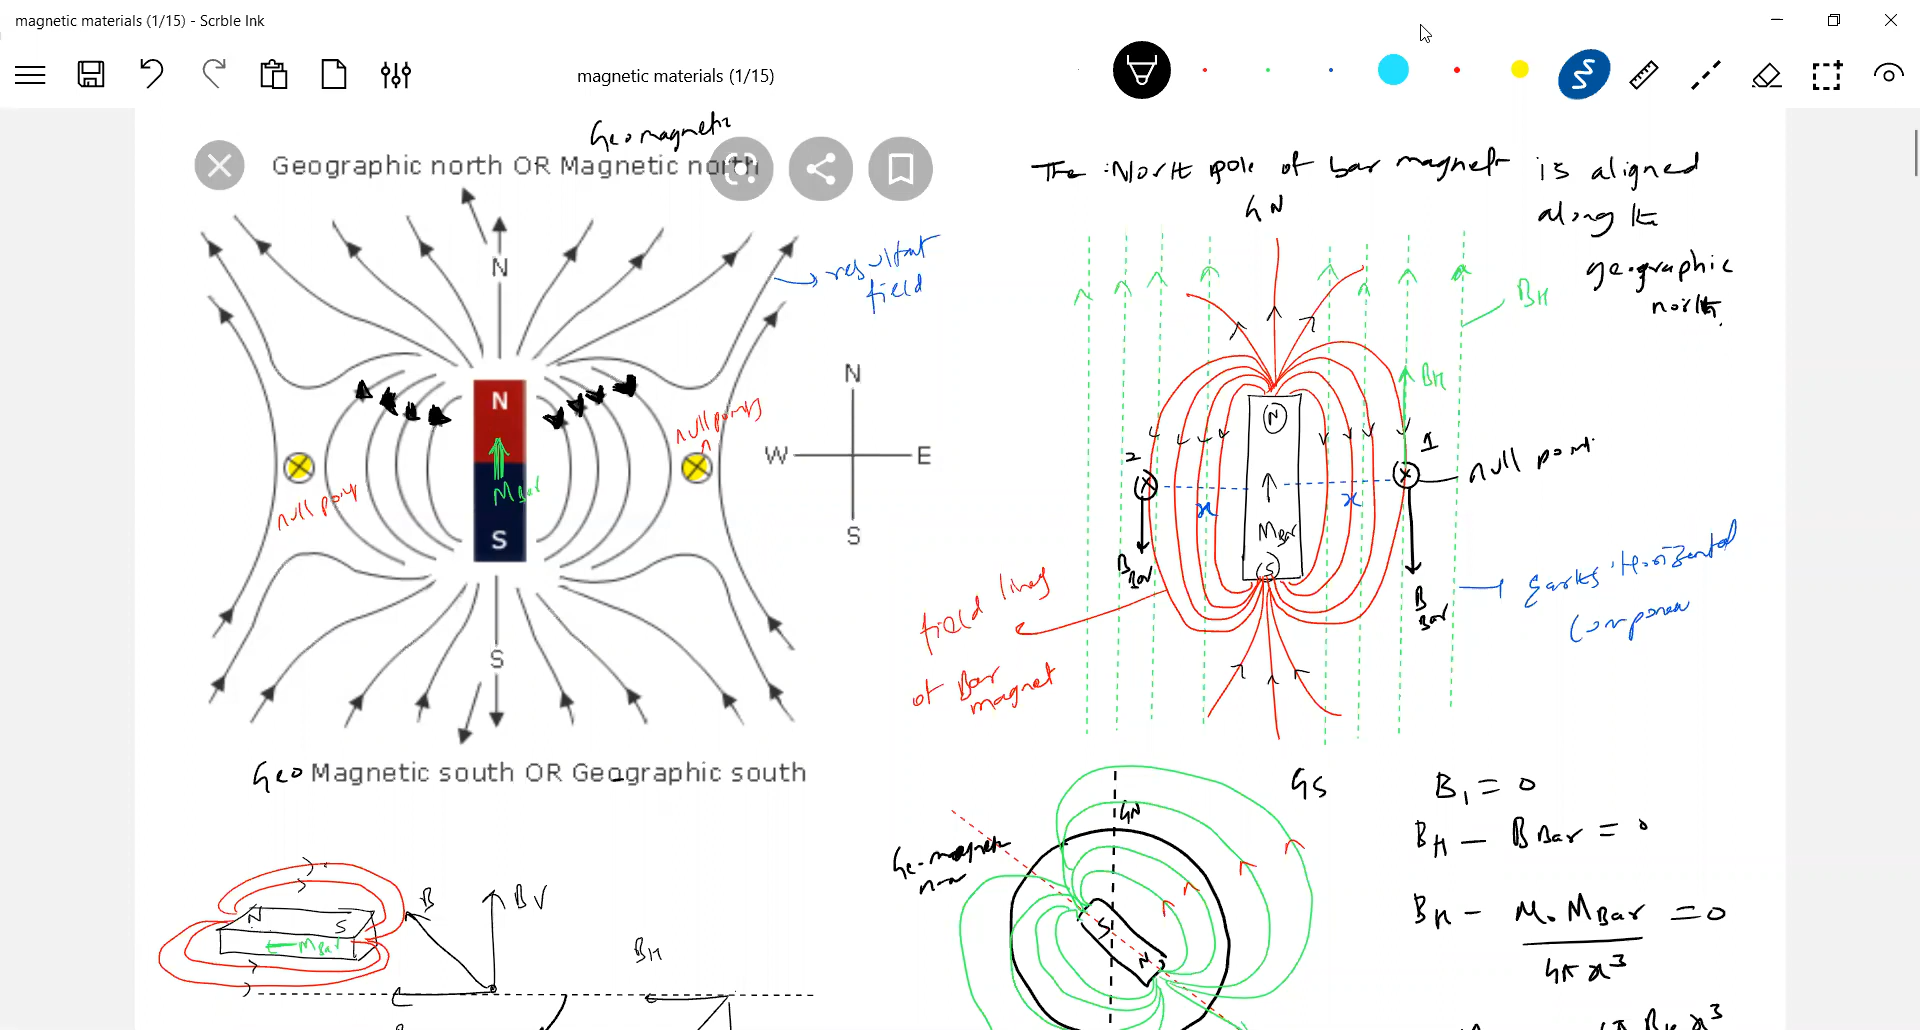 magnetic materials (1/15) - Scrble Ink
magnetic materials (1/15)
Geomagnetic
Geographic north OR Magnetic north
The North pole of bar magnet is aligned
along the
geographic
north.
GN
N
resultant
field
BH
BH
N
S
MBar
null point
null points
N
W
E
S
S
N
MBar
S
1
2
x
x
null point
BBar
BBar
Earth's Horizontal
Component
field lines
of Bar
magnet
Geo Magnetic south OR Geographic south
GS
GN
Geo-magnetic
S
N
B1 = 0
BH - BBar = 0
BH - μ0 MBar = 0
4π x³
N
S
MBar
B
BV
BH
4π BH x³